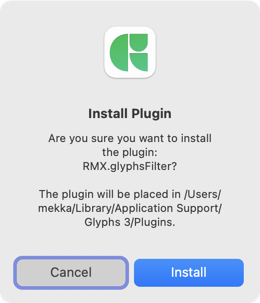 Install Plugin
Are you sure you want to install
the plugin:
RMX.glyphsFilter?
The plugin will be placed in /Users/
mekka/Library/Application Support/
Glyphs 3/Plugins.
Cancel
Install